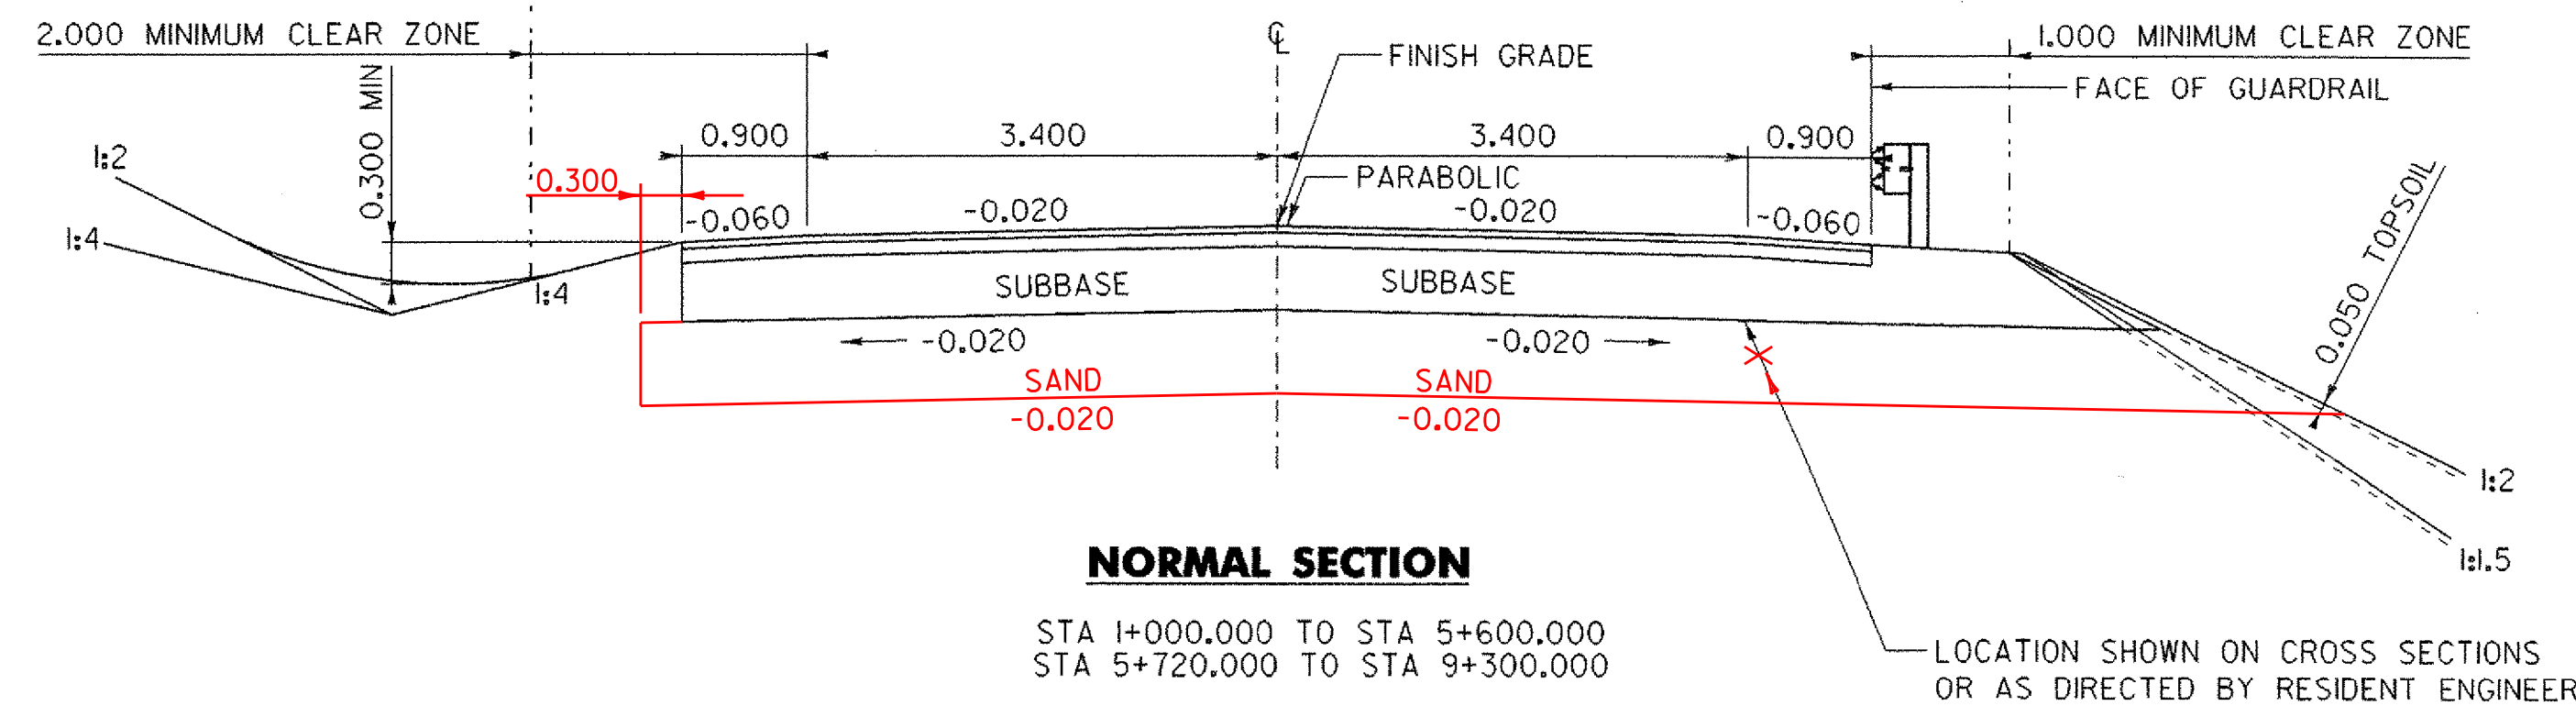 2.000 MINIMUM CLEAR ZONE
℄
FINISH GRADE
1.000 MINIMUM CLEAR ZONE
FACE OF GUARDRAIL
0.300 MIN
0.900
3.400
3.400
0.900
1:2
0.300
PARABOLIC
-0.060
-0.020
-0.020
-0.060
1:4
0.050 TOPSOIL
1:4
SUBBASE
SUBBASE
-0.020
-0.020
SAND
SAND
-0.020
-0.020
1:2
1:1.5
NORMAL SECTION
STA 1+000.000 TO STA 5+600.000
STA 5+720.000 TO STA 9+300.000
LOCATION SHOWN ON CROSS SECTIONS
OR AS DIRECTED BY RESIDENT ENGINEER